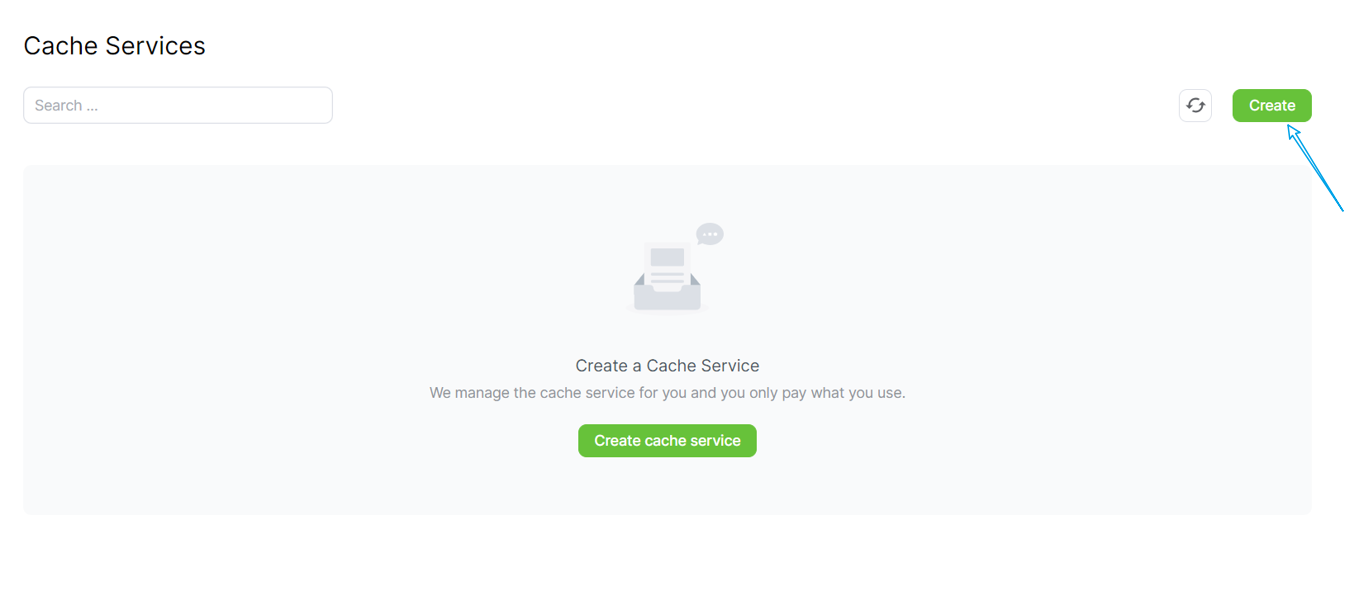 Cache Services
Search ...
Create
Create a Cache Service
We manage the cache service for you and you only pay what you use.
Create cache service